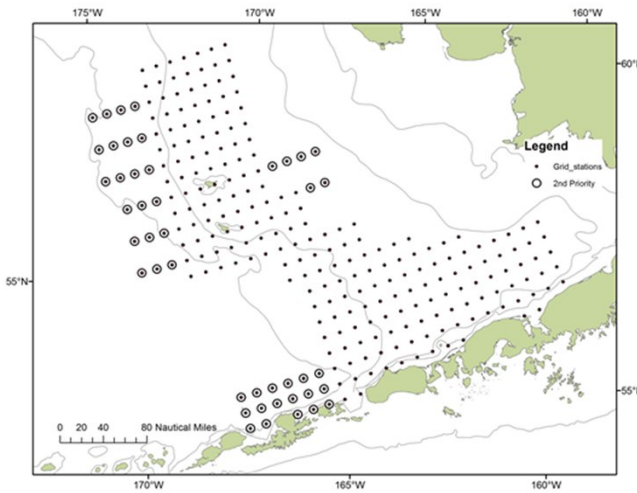 175°W 170°W 165°W 160°W
60°N
Legend
Grid_stations
2nd Priority
55°N
55°N
0 20 40 80 Nautical Miles
170°W 165°W 160°W